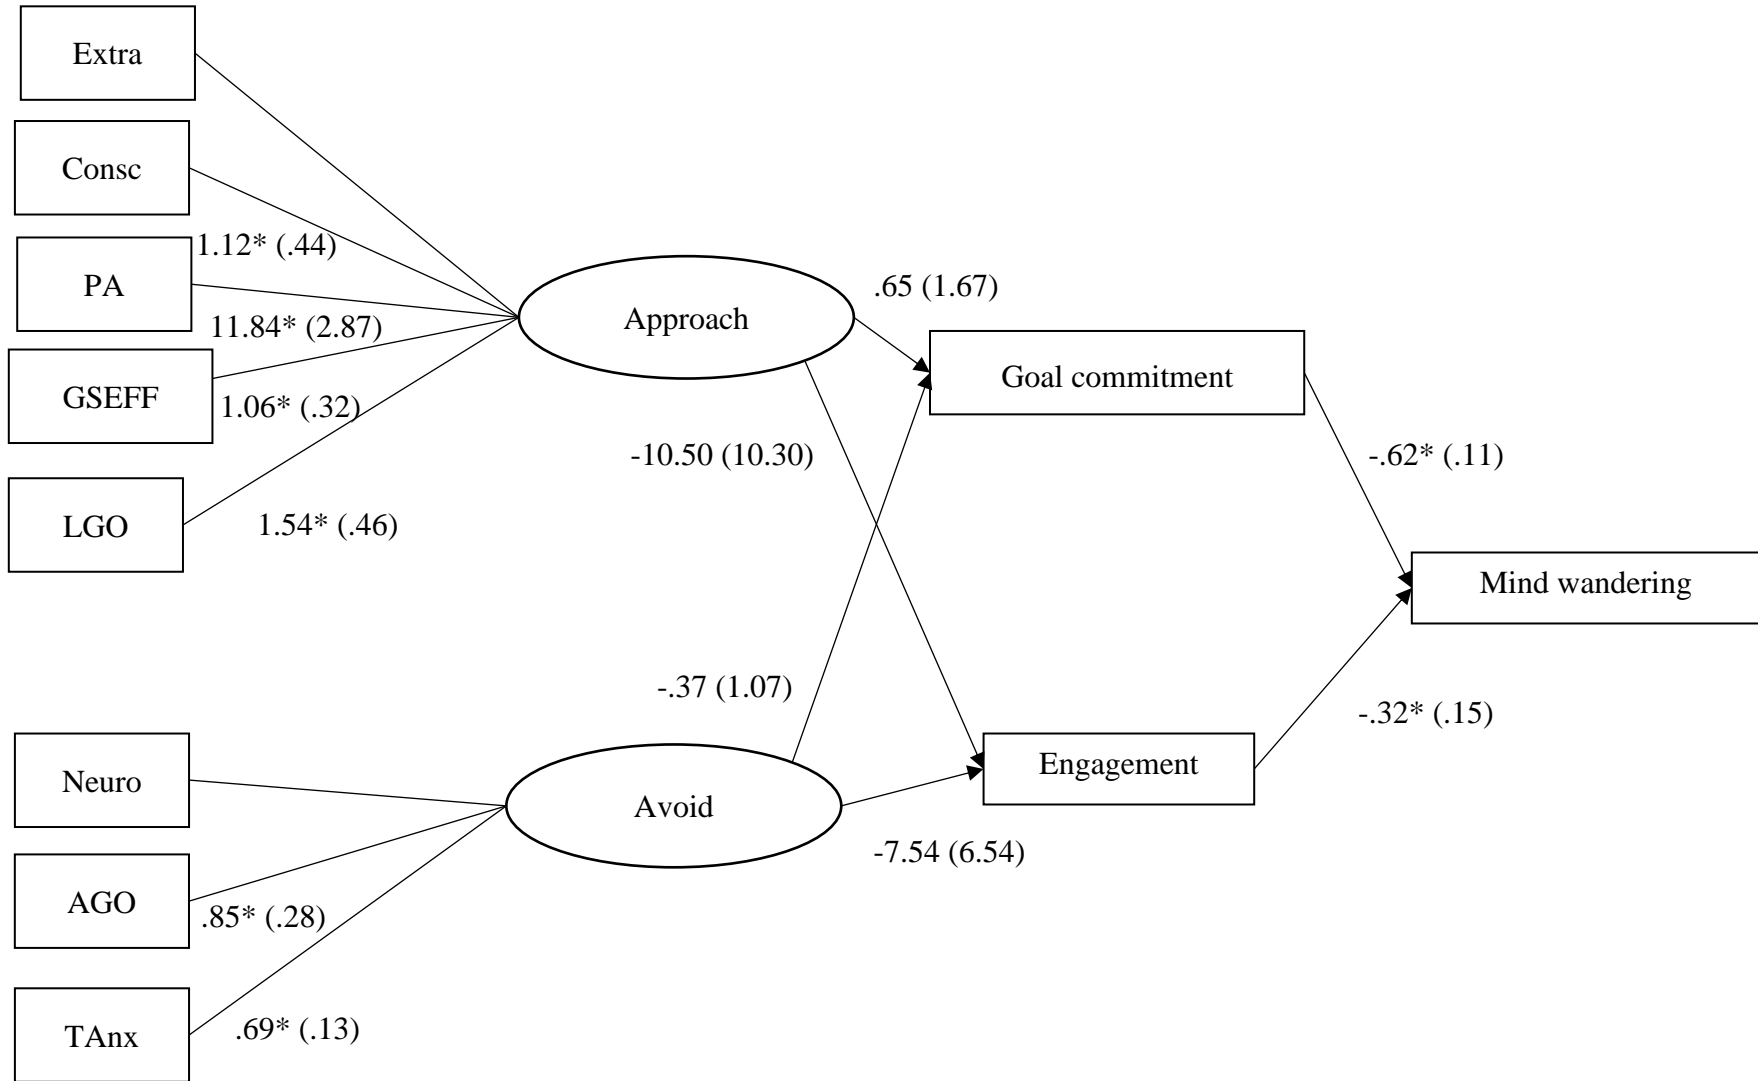 Extra
Consc
1.12* (.44)
PA
11.84* (2.87)
GSEFF
1.06* (.32)
LGO
1.54* (.46)
Approach
.65 (1.67)
Goal commitment
-10.50 (10.30)
-.62* (.11)
Mind wandering
-.37 (1.07)
-.32* (.15)
Neuro
Avoid
Engagement
-7.54 (6.54)
AGO
.85* (.28)
TAnx
.69* (.13)